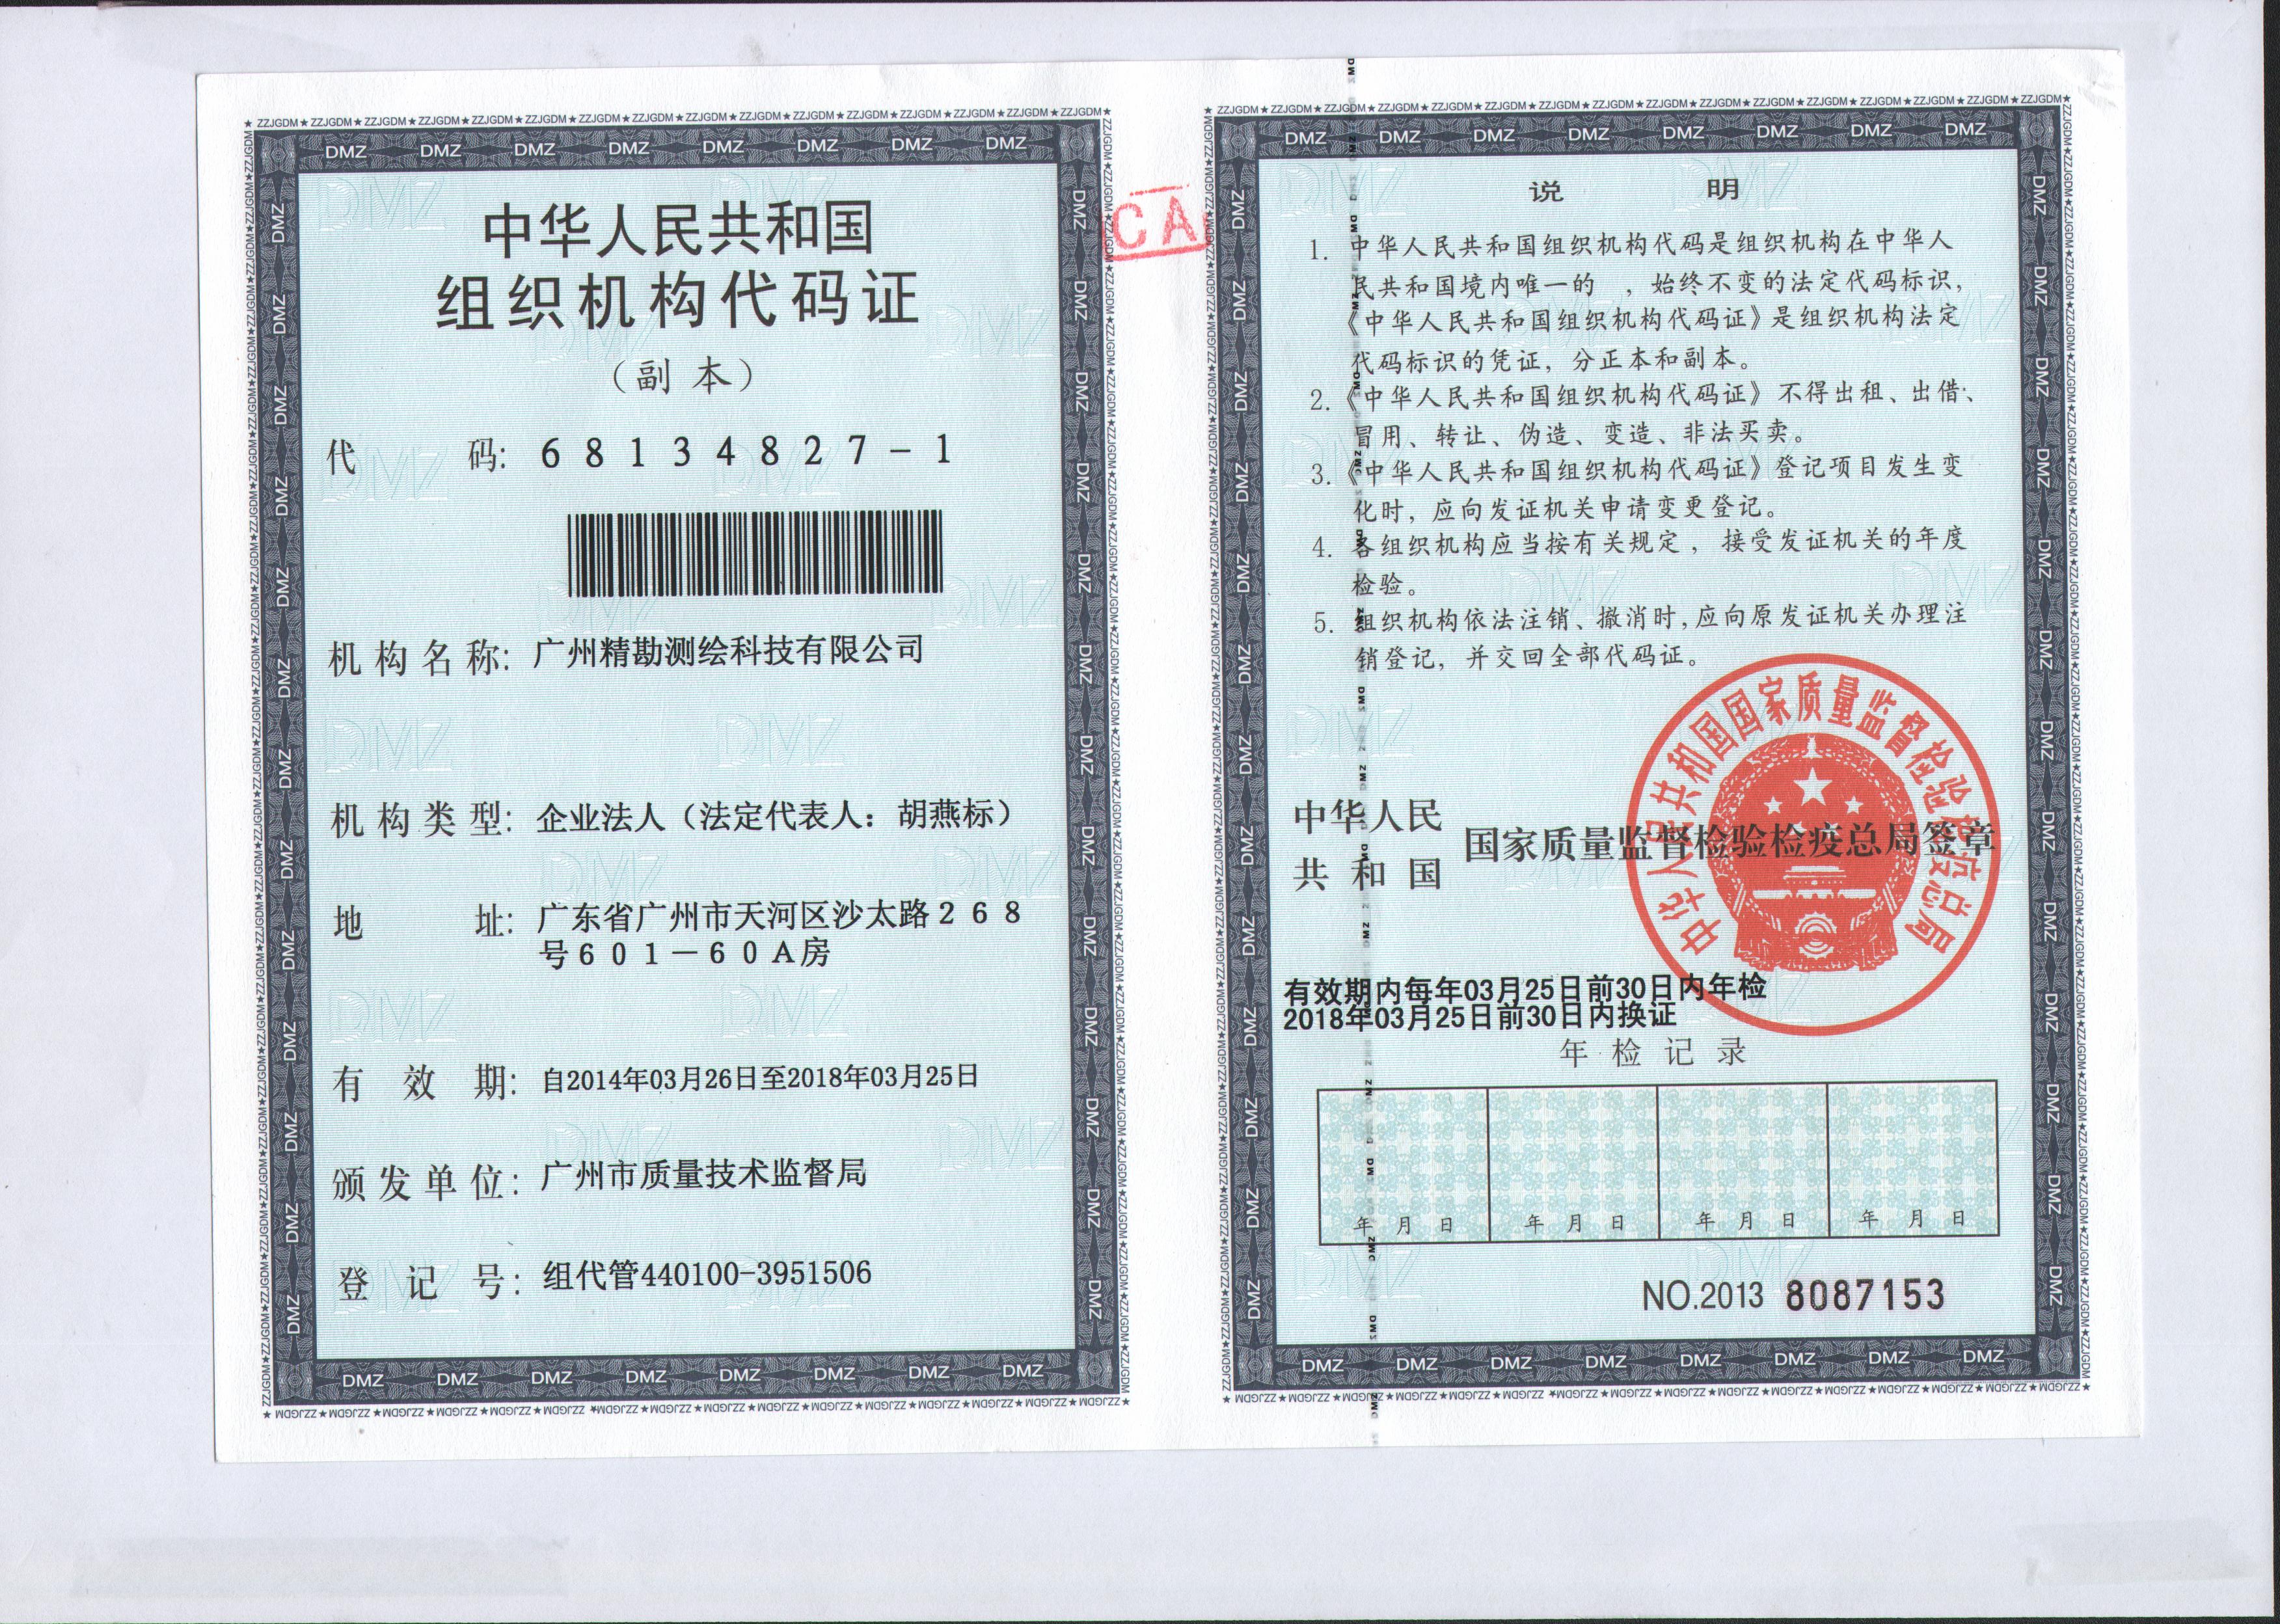 中华人民共和国
组织机构代码证
（副 本）
代 码: 68134827-1
机构名称: 广州精勘测绘科技有限公司
机构类型: 企业法人（法定代表人：胡燕标）
地 址: 广东省广州市天河区沙太路268
号601-60A房
有 效 期: 自2014年03月26日至2018年03月25日
颁发单位: 广州市质量技术监督局
登 记 号: 组代管440100-3951506
CA
说 明
1. 中华人民共和国组织机构代码是组织机构在中华人
民共和国境内唯一的 ，始终不变的法定代码标识，
《中华人民共和国组织机构代码证》是组织机构法定
代码标识的凭证，分正本和副本。
2.《中华人民共和国组织机构代码证》不得出租、出借、
冒用、转让、伪造、变造、非法买卖。
3.《中华人民共和国组织机构代码证》登记项目发生变
化时，应向发证机关申请变更登记。
4. 各组织机构应当按有关规定，接受发证机关的年度
检验。
5. 组织机构依法注销、撤消时,应向原发证机关办理注
销登记，并交回全部代码证。
中华人民
共和国
国家质量监督检验检疫总局签章
中华人民共和国国家质量监督检验检疫总局
有效期内每年03月25日前30日内年检
2018年03月25日前30日内换证
年检记录
年 月 日 年 月 日 年 月 日 年 月 日
NO.2013 8087153